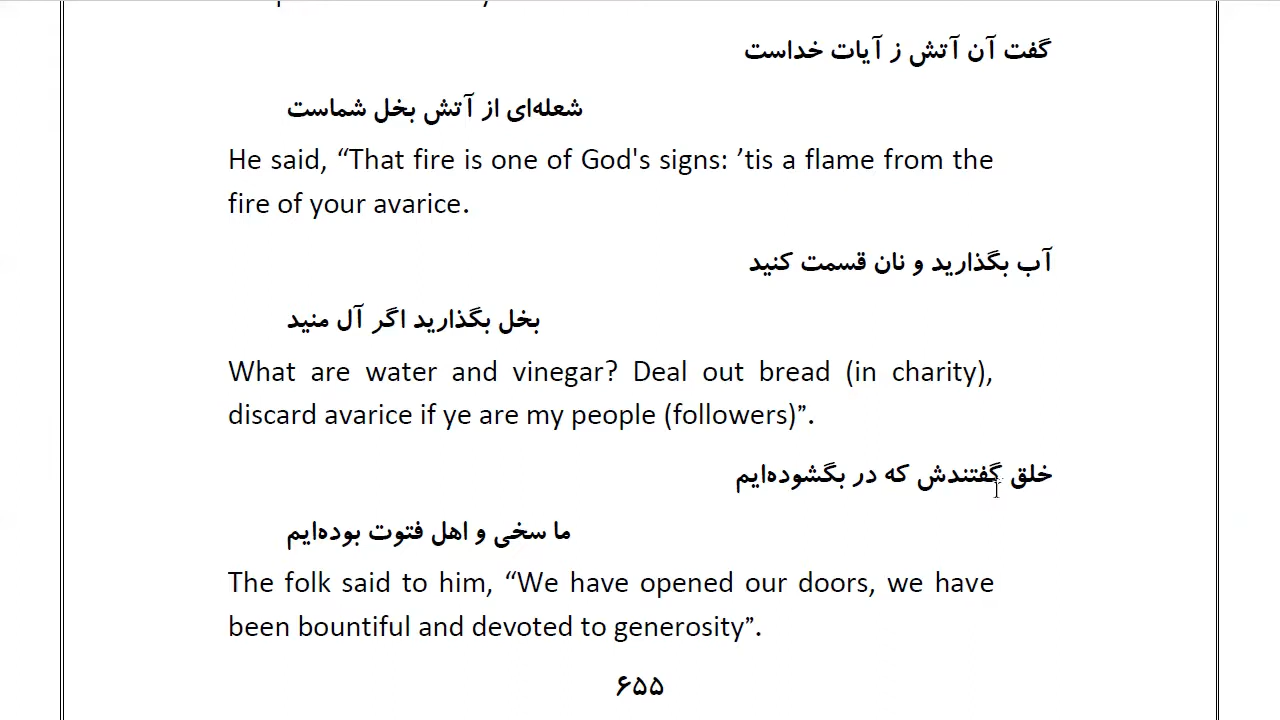 گفت آن آتش ز آیات خداست
شعله‌ای از آتش بخل شماست
He said, “That fire is one of God's signs: ’tis a flame from the
fire of your avarice.
آب بگذارید و نان قسمت کنید
بخل بگذارید اگر آل منید
What are water and vinegar? Deal out bread (in charity),
discard avarice if ye are my people (followers)”.
خلق گفتندش که در بگشوده‌ایم
ما سخی و اهل فتوت بوده‌ایم
The folk said to him, “We have opened our doors, we have
been bountiful and devoted to generosity”.
۶۵۵